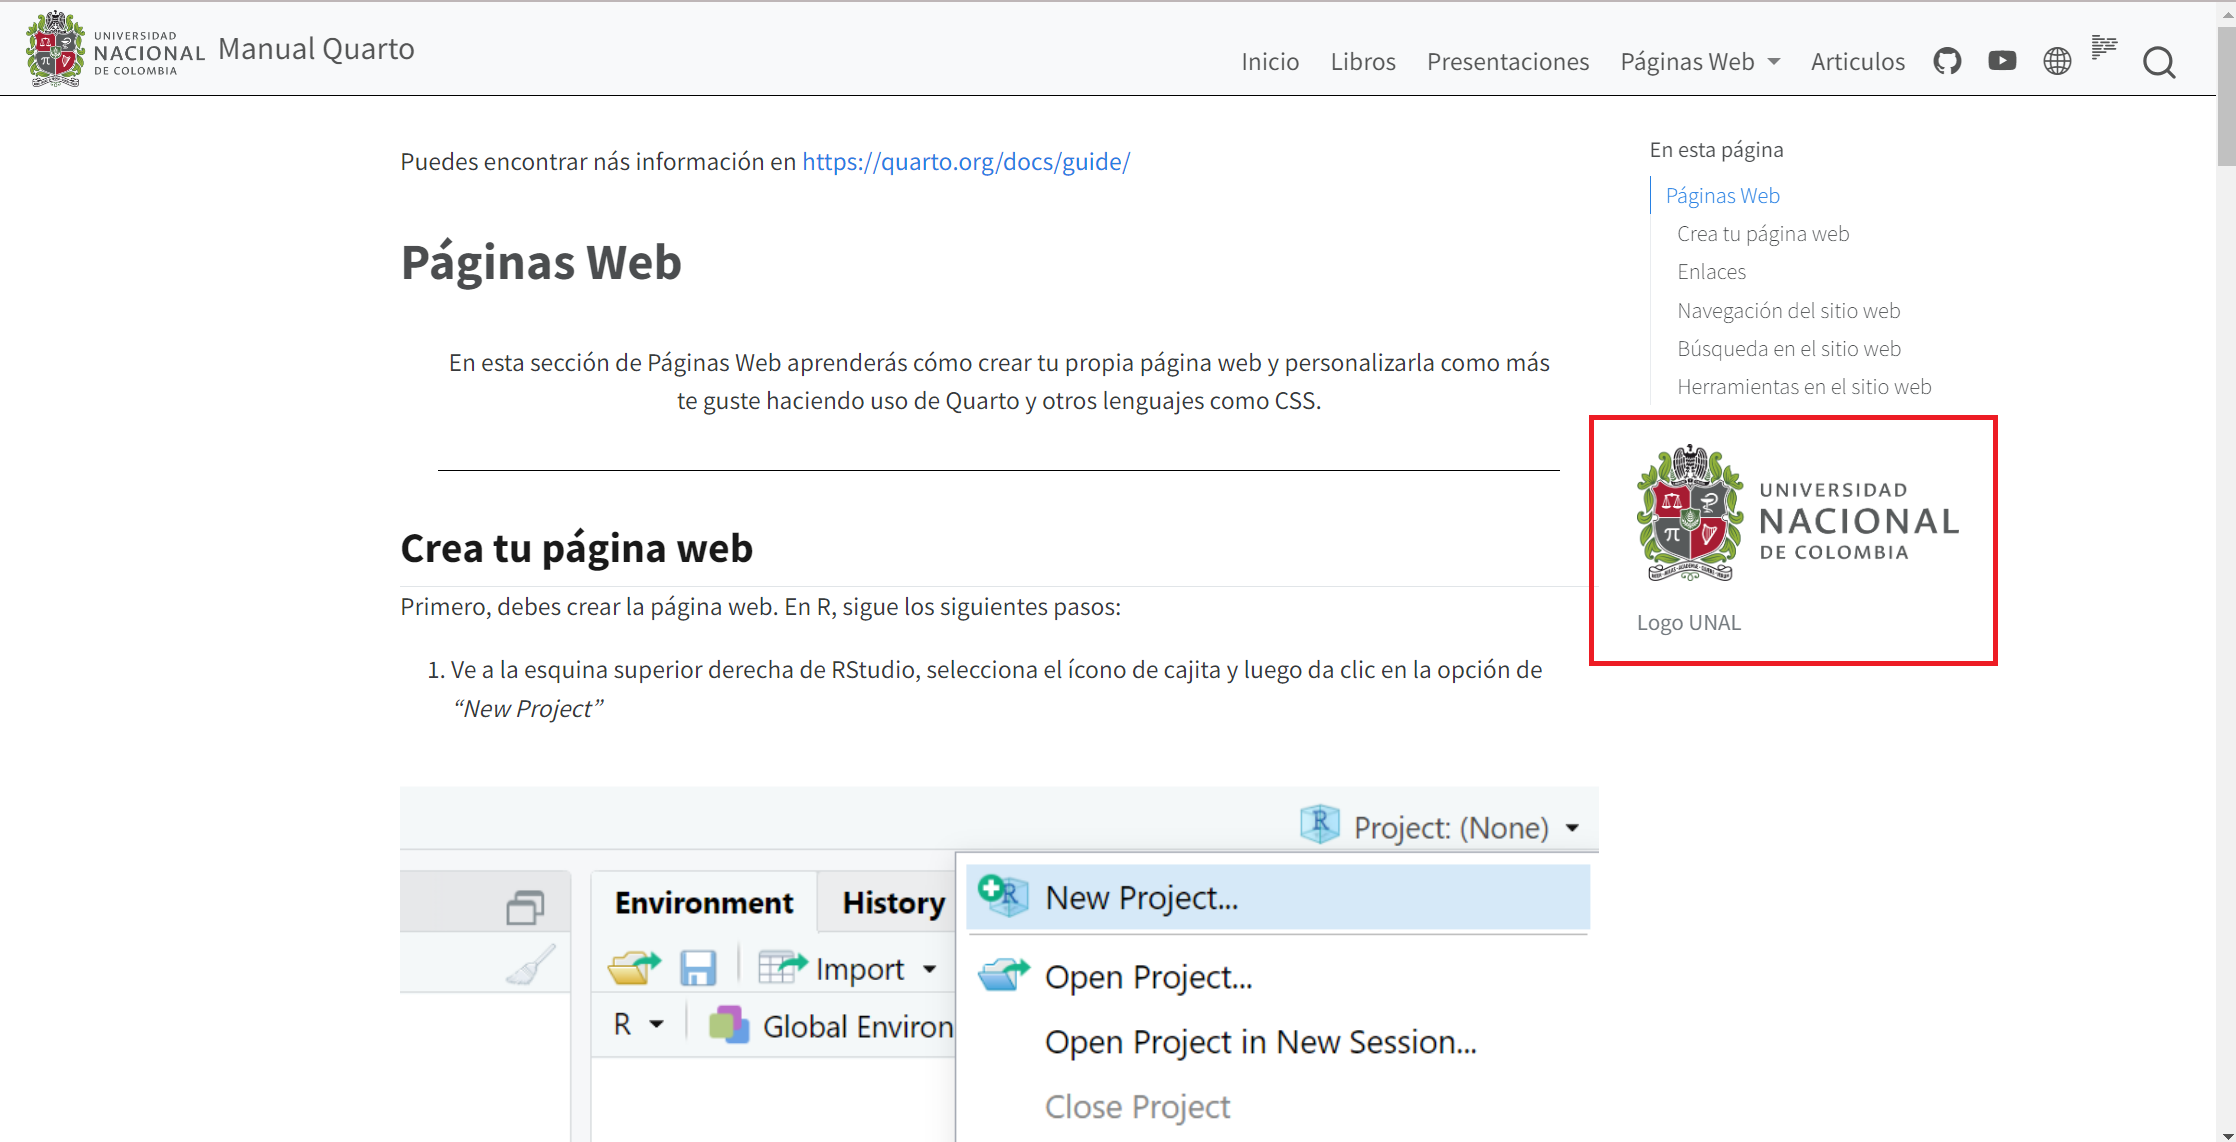 UNIVERSIDAD
NACIONAL
DE COLOMBIA
Manual Quarto
Inicio Libros Presentaciones Páginas Web Articulos
Puedes encontrar nás información en https://quarto.org/docs/guide/
Páginas Web
En esta sección de Páginas Web aprenderás cómo crear tu propia página web y personalizarla como más
te guste haciendo uso de Quarto y otros lenguajes como CSS.
Crea tu página web
Primero, debes crear la página web. En R, sigue los siguientes pasos:
1. Ve a la esquina superior derecha de RStudio, selecciona el ícono de cajita y luego da clic en la opción de
“New Project”
R Project: (None)
Environment History
Import
R Global Environ
R New Project...
Open Project...
Open Project in New Session...
Close Project
En esta página
Páginas Web
Crea tu página web
Enlaces
Navegación del sitio web
Búsqueda en el sitio web
Herramientas en el sitio web
π
UNIVERSIDAD
NACIONAL
DE COLOMBIA
Logo UNAL